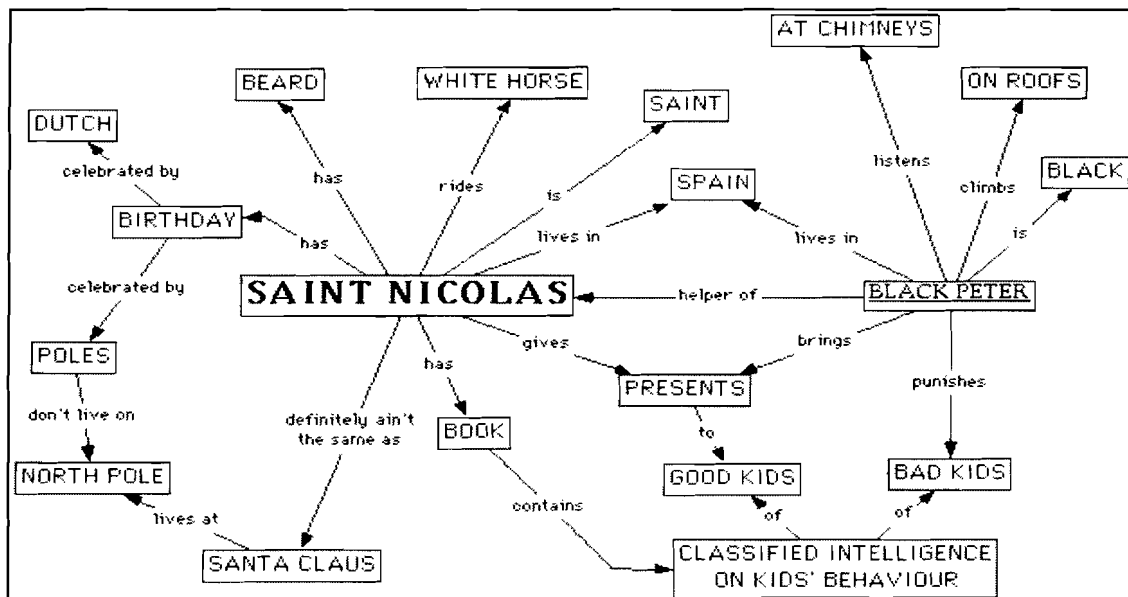 AT CHIMNEYS
BEARD
WHITE HORSE
ON ROOFS
SAINT
DUTCH
listens
celebrated by
has
rides
SPAIN
climbs
BLACK
is
BIRTHDAY
has
lives in
lives in
is
celebrated by
SAINT NICOLAS
helper of
BLACK PETER
gives
brings
POLES
has
PRESENTS
punishes
don't live on
definitely ain't
the same as
BOOK
to
NORTH POLE
GOOD KIDS
BAD KIDS
contains
lives at
of
of
SANTA CLAUS
CLASSIFIED INTELLIGENCE
ON KIDS' BEHAVIOUR